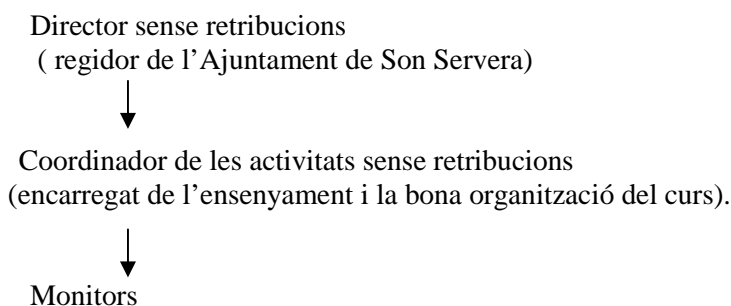 Director sense retribucions
( regidor de l’Ajuntament de Son Servera)
Coordinador de les activitats sense retribucions
(encarregat de l’ensenyament i la bona organització del curs).
Monitors